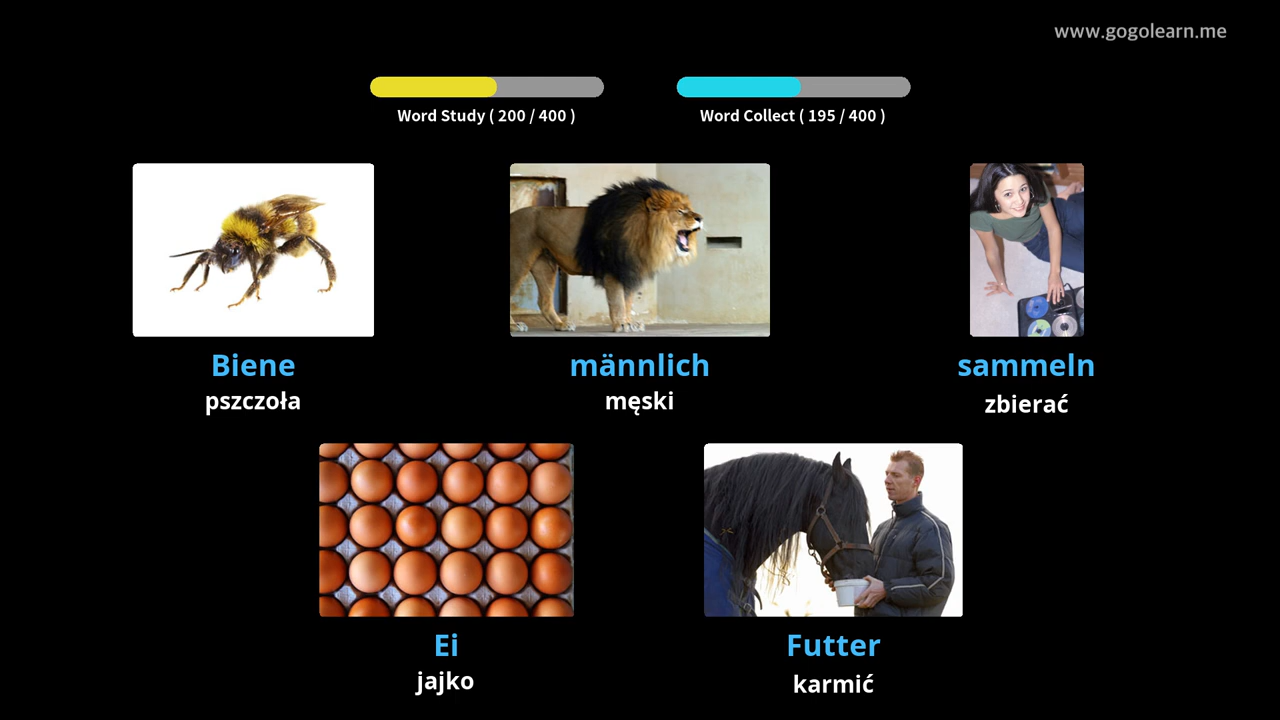 www.gogolearn.me
Word Study ( 200 / 400 )
Word Collect ( 195 / 400 )
Biene
pszczoła
männlich
męski
sammeln
zbierać
Ei
jajko
Futter
karmić